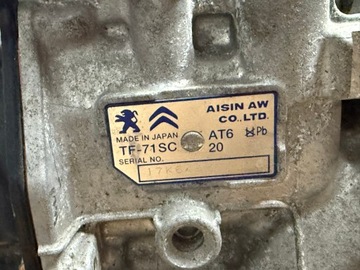 AISIN AW
CO.,LTD.
MADE IN JAPAN
AT6 Pb
TF-71SC 20
SERIAL NO.